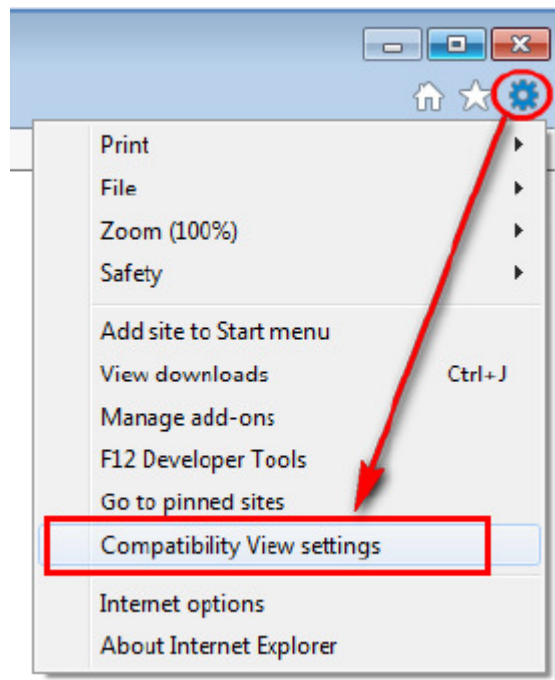 Print
File
Zoom (100%)
Safety
Add site to Start menu
View downloads Ctrl+J
Manage add-ons
F12 Developer Tools
Go to pinned sites
Compatibility View settings
Internet options
About Internet Explorer